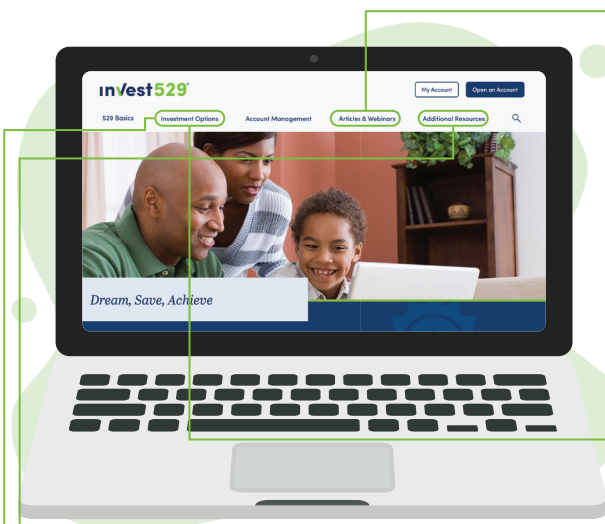 invest529®
My Account
Open an Account
529 Basics
Investment Options
Account Management
Articles & Webinars
Additional Resources
Dream, Save, Achieve